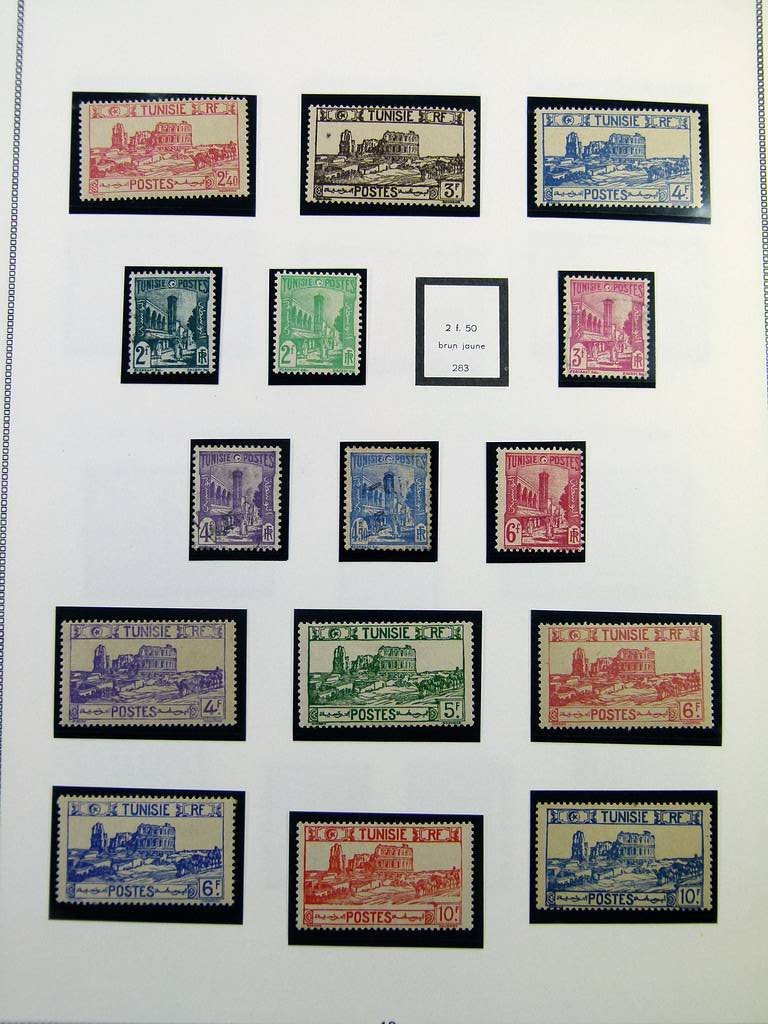 TUNISIE RF
POSTES 2F40
TUNISIE RF
POSTES 3F
TUNISIE RF
POSTES 4F
TUNISIE POSTES
2F RF
TUNISIE POSTES
2F RF
2 f. 50
brun jaune
283
TUNISIE POSTES
3F RF
TUNISIE POSTES
4F RF
TUNISIE POSTES
4F50 RF
TUNISIE POSTES
6F RF
TUNISIE RF
POSTES 4F
TUNISIE RF
POSTES 5F
TUNISIE RF
POSTES 6F
TUNISIE RF
POSTES 6F
TUNISIE RF
POSTES 10F
TUNISIE RF
POSTES 10F